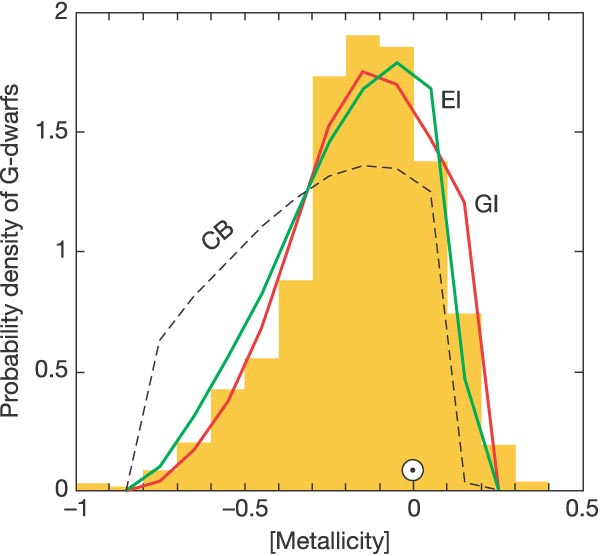 Probability density of G-dwarfs
2
1.5
1
0.5
0
EI
GI
CB
−1
−0.5
0
0.5
[Metallicity]